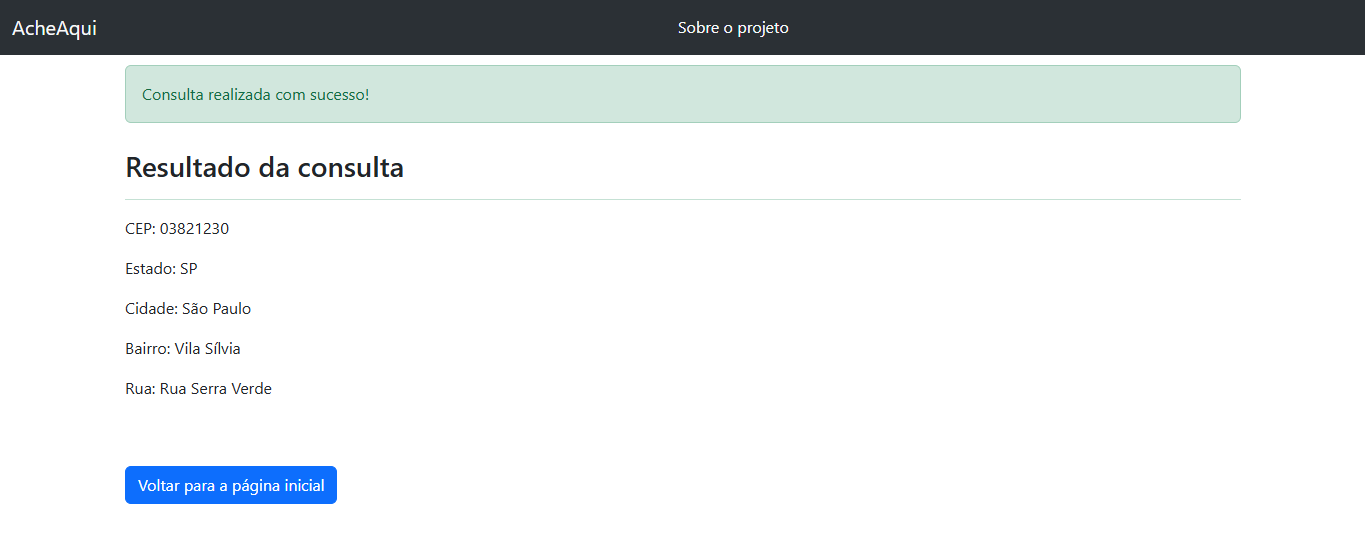 AcheAqui
Sobre o projeto
Consulta realizada com sucesso!
Resultado da consulta
CEP: 03821230
Estado: SP
Cidade: São Paulo
Bairro: Vila Sílvia
Rua: Rua Serra Verde
Voltar para a página inicial